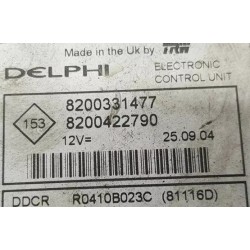 Made in the Uk by TRW
DELPHI
ELECTRONIC
CONTROL UNIT
153
8200331477
8200422790
12V=
25.09.04
DDCR R0410B023C (81116D)